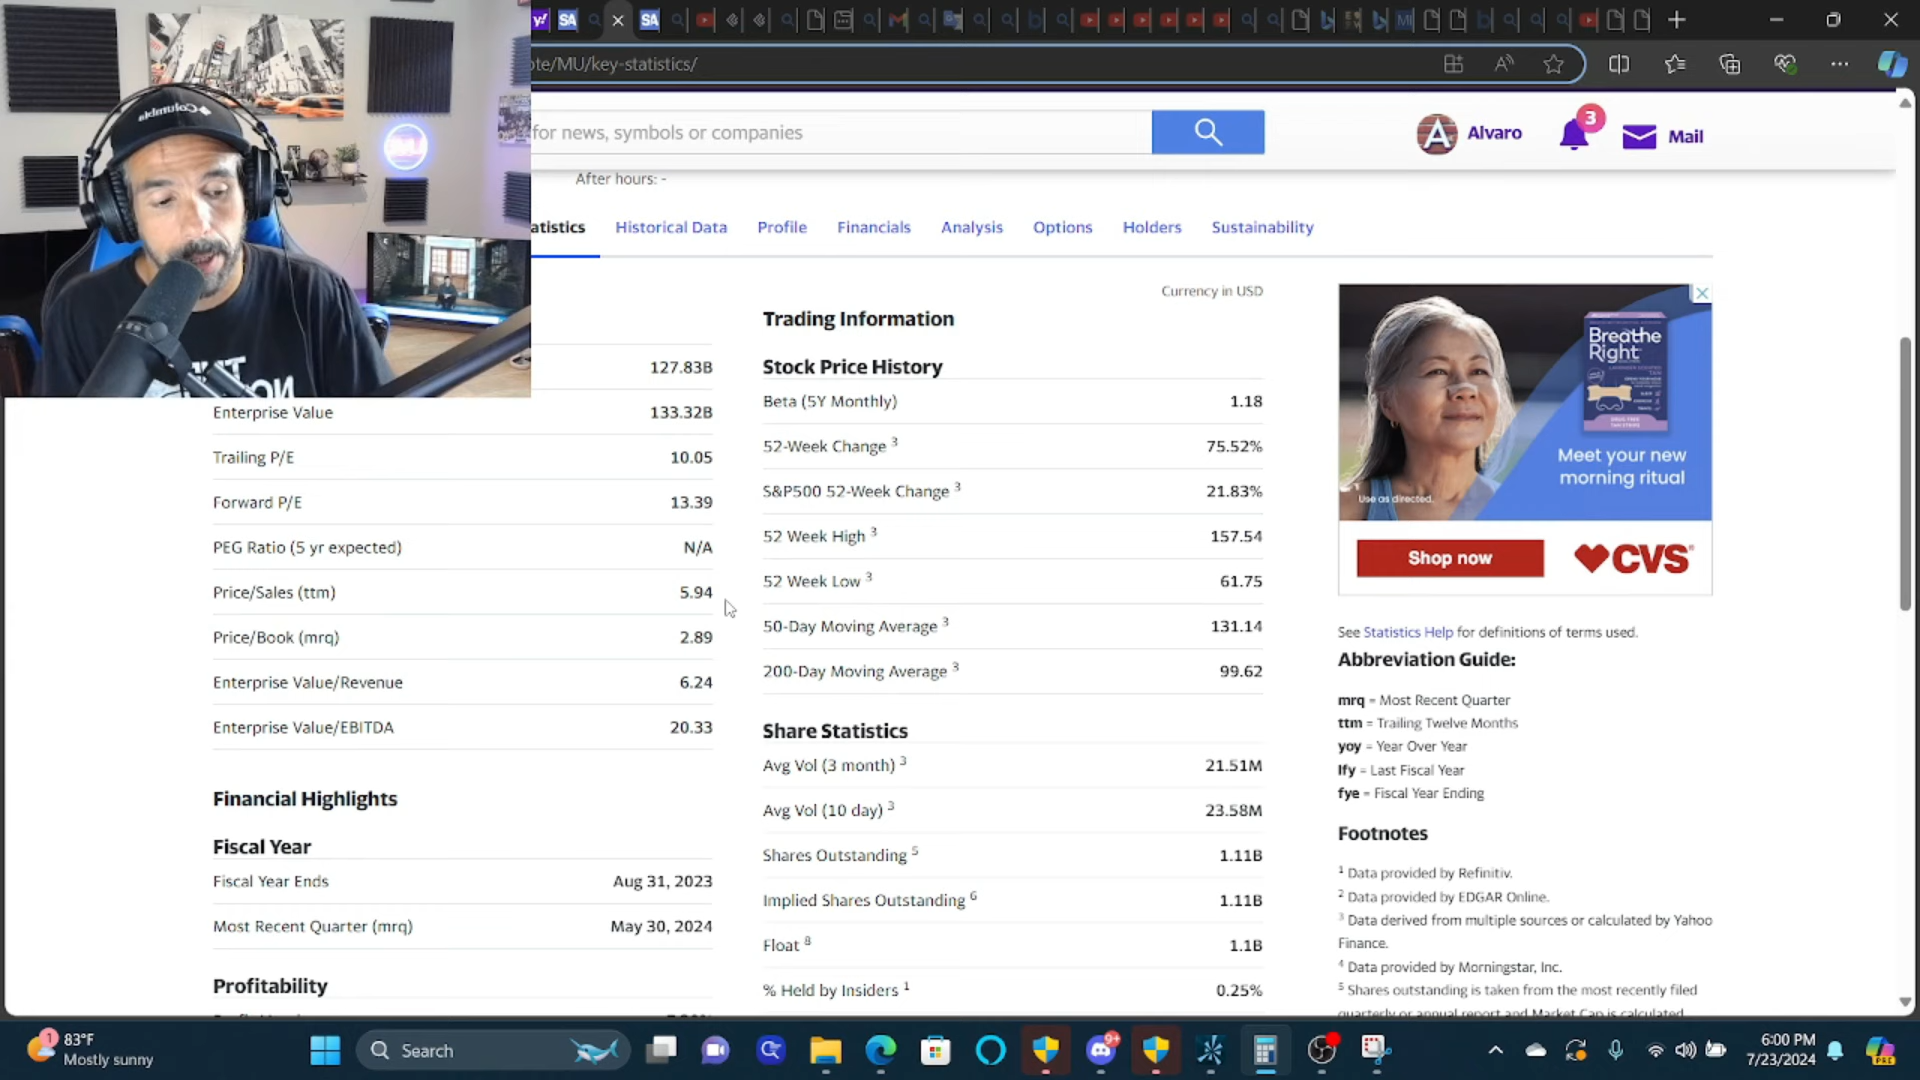 ote/MU/key-statistics/
for news, symbols or companies
Alvaro
3
Mail
After hours: -
atistics
Historical Data
Profile
Financials
Analysis
Options
Holders
Sustainability
Currency in USD
127.83B
Enterprise Value 133.32B
Trailing P/E 10.05
Forward P/E 13.39
PEG Ratio (5 yr expected) N/A
Price/Sales (ttm) 5.94
Price/Book (mrq) 2.89
Enterprise Value/Revenue 6.24
Enterprise Value/EBITDA 20.33
Financial Highlights
Fiscal Year
Fiscal Year Ends Aug 31, 2023
Most Recent Quarter (mrq) May 30, 2024
Profitability
Trading Information
Stock Price History
Beta (5Y Monthly) 1.18
52-Week Change 3 75.52%
S&P500 52-Week Change 3 21.83%
52 Week High 3 157.54
52 Week Low 3 61.75
50-Day Moving Average 3 131.14
200-Day Moving Average 3 99.62
Share Statistics
Avg Vol (3 month) 3 21.51M
Avg Vol (10 day) 3 23.58M
Shares Outstanding 5 1.11B
Implied Shares Outstanding 6 1.11B
Float 8 1.1B
% Held by Insiders 1 0.25%
Breathe
Right
Meet your new
morning ritual
Use as directed.
Shop now
CVS
See Statistics Help for definitions of terms used.
Abbreviation Guide:
mrq = Most Recent Quarter
ttm = Trailing Twelve Months
yoy = Year Over Year
lfy = Last Fiscal Year
fye = Fiscal Year Ending
Footnotes
1 Data provided by Refinitiv.
2 Data provided by EDGAR Online.
3 Data derived from multiple sources or calculated by Yahoo
Finance.
4 Data provided by Morningstar, Inc.
5 Shares outstanding is taken from the most recently filed
quarterly or annual report and Market Cap is calculated
1
83°F
Mostly sunny
Search
6:00 PM
7/23/2024
Columbia